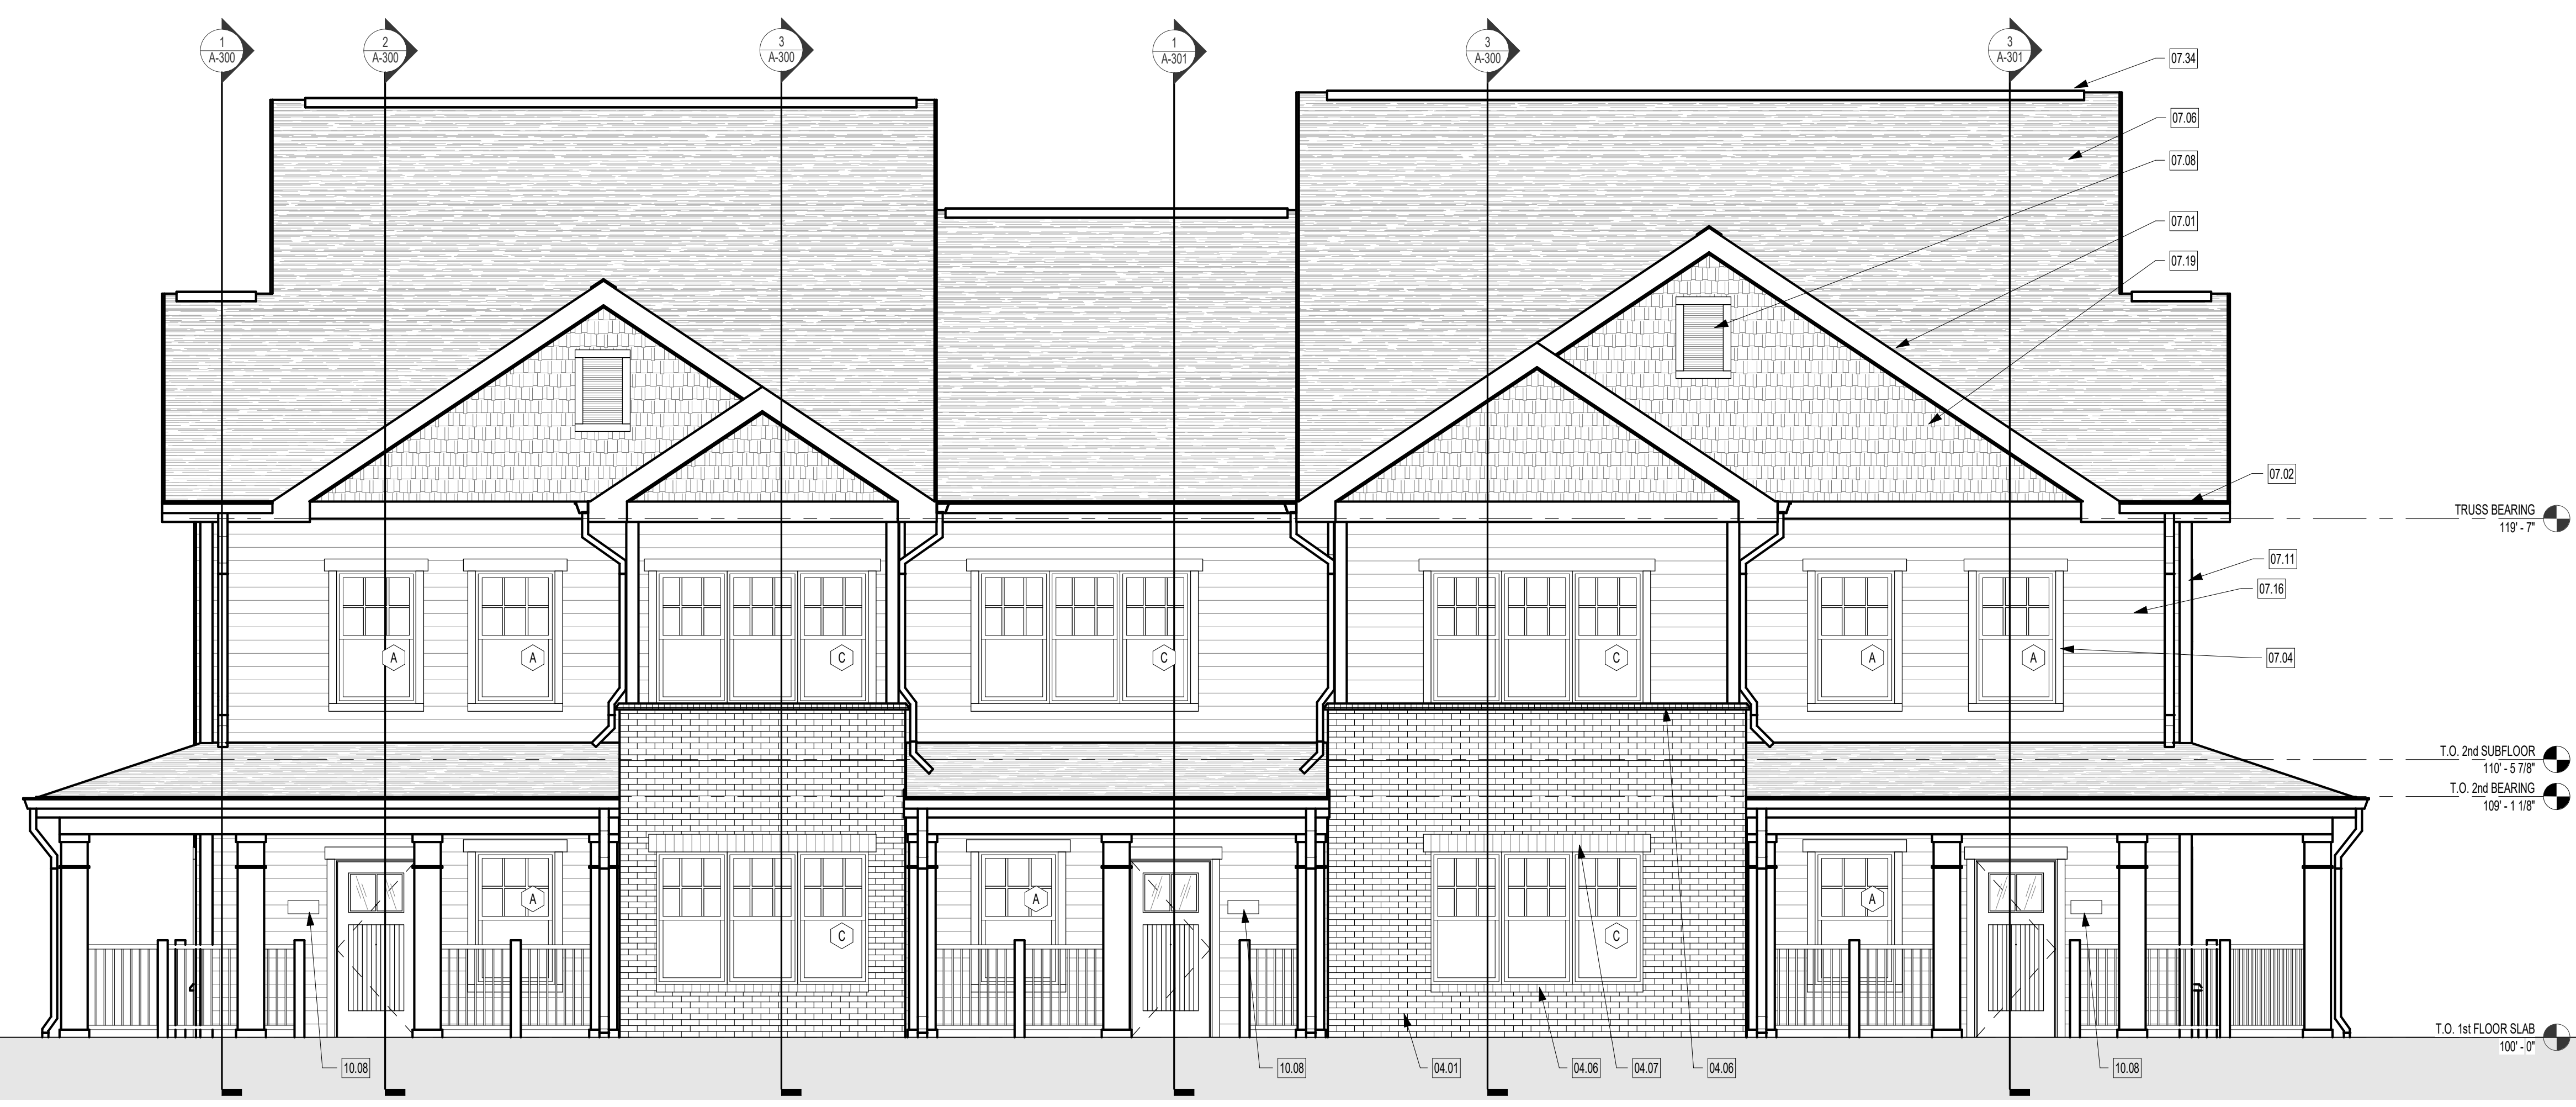 1
A-300
2
A-300
3
A-300
1
A-301
3
A-300
3
A-301
07.34
07.06
07.08
07.01
07.19
07.02
TRUSS BEARING
119' - 7"
07.11
07.16
A
A
C
C
C
A
A
07.04
T.O. 2nd SUBFLOOR
110' - 5 7/8"
T.O. 2nd BEARING
109' - 1 1/8"
A
A
A
C
C
T.O. 1st FLOOR SLAB
100' - 0"
10.08
10.08
04.01
04.06
04.07
04.06
10.08